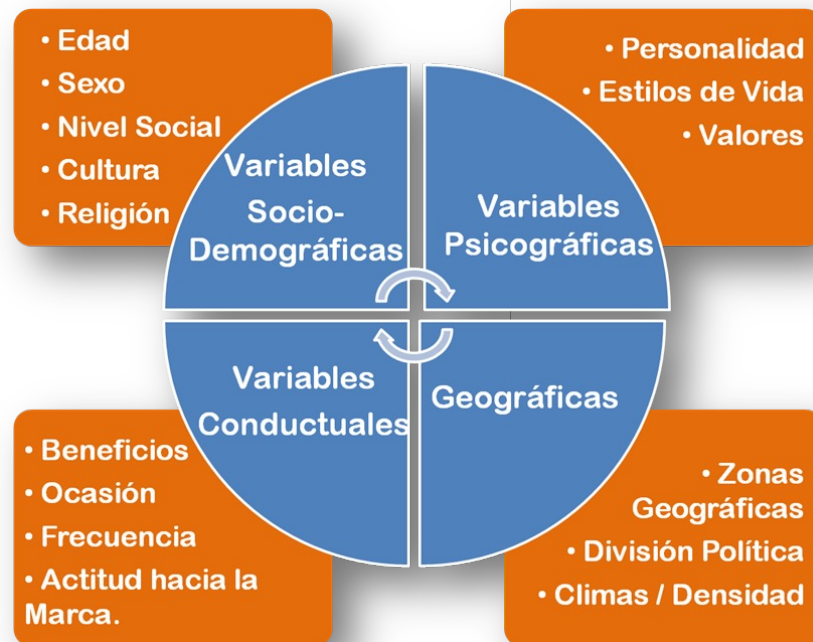 • Edad
• Sexo
• Nivel Social
• Cultura
• Religión
Variables
Socio-
Demográficas
• Personalidad
• Estilos de Vida
• Valores
Variables
Psicográficas
Variables
Conductuales
• Beneficios
• Ocasión
• Frecuencia
• Actitud hacia la
Marca.
Geográficas
• Zonas
Geográficas
• División Política
• Climas / Densidad